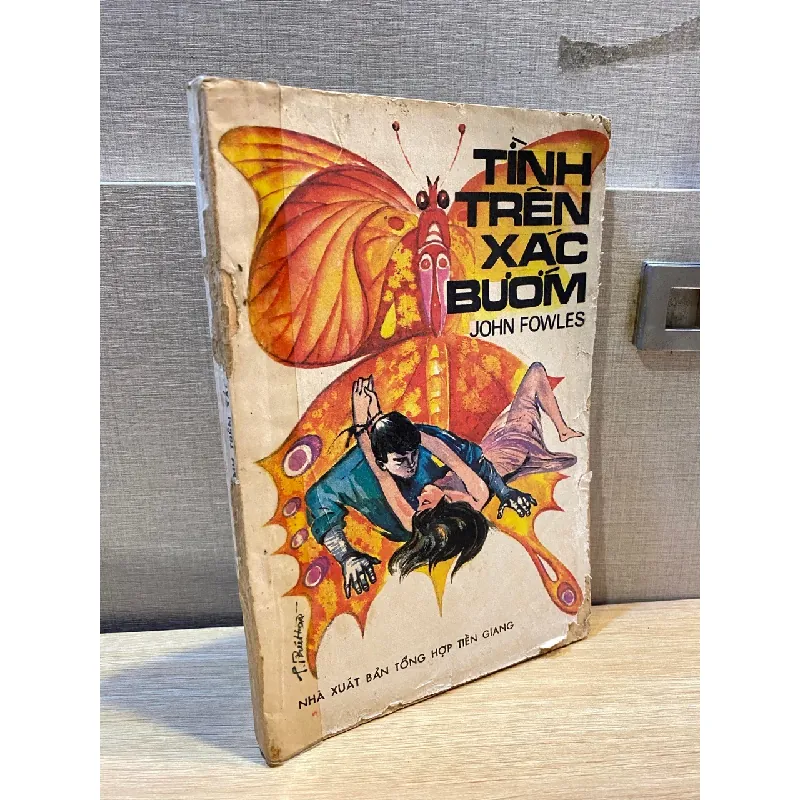 TÌNH
TRÊN
XÁC
BƯỚM
JOHN FOWLES
NHÀ XUẤT BẢN TỔNG HỢP TIỀN GIANG